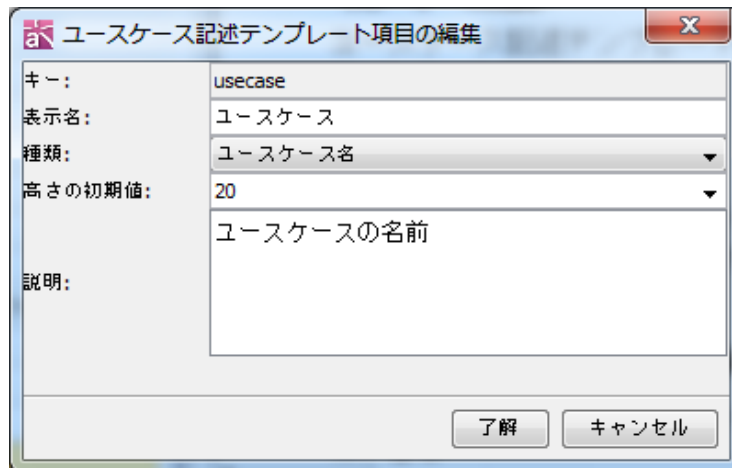 ユースケース記述テンプレート項目の編集
キー: usecase
表示名: ユースケース
種類: ユースケース名
高さの初期値: 20
説明: ユースケースの名前
了解 キャンセル